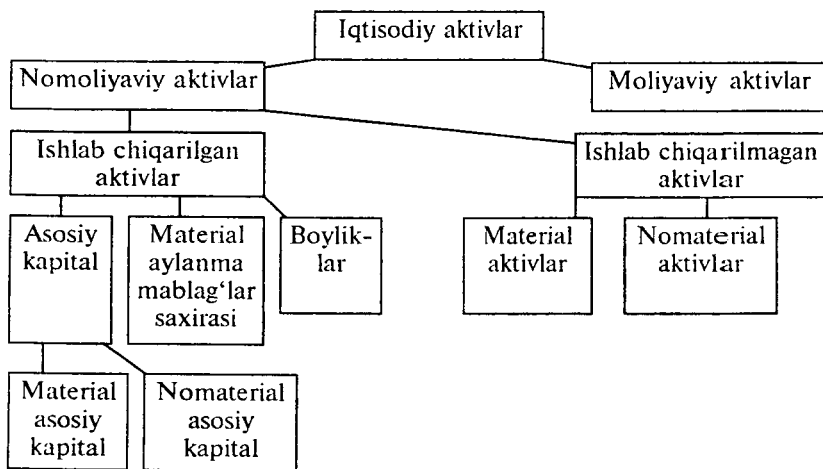 Iqtisodiy aktivlar
Nomoliyaviy aktivlar
Moliyaviy aktivlar
Ishlab chiqarilgan
aktivlar
Ishlab chiqarilmagan
aktivlar
Asosiy
kapital
Material
aylanma
mablag‘lar
saxirasi
Boylik-
lar
Material
aktivlar
Nomaterial
aktivlar
Material
asosiy
kapital
Nomaterial
asosiy
kapital